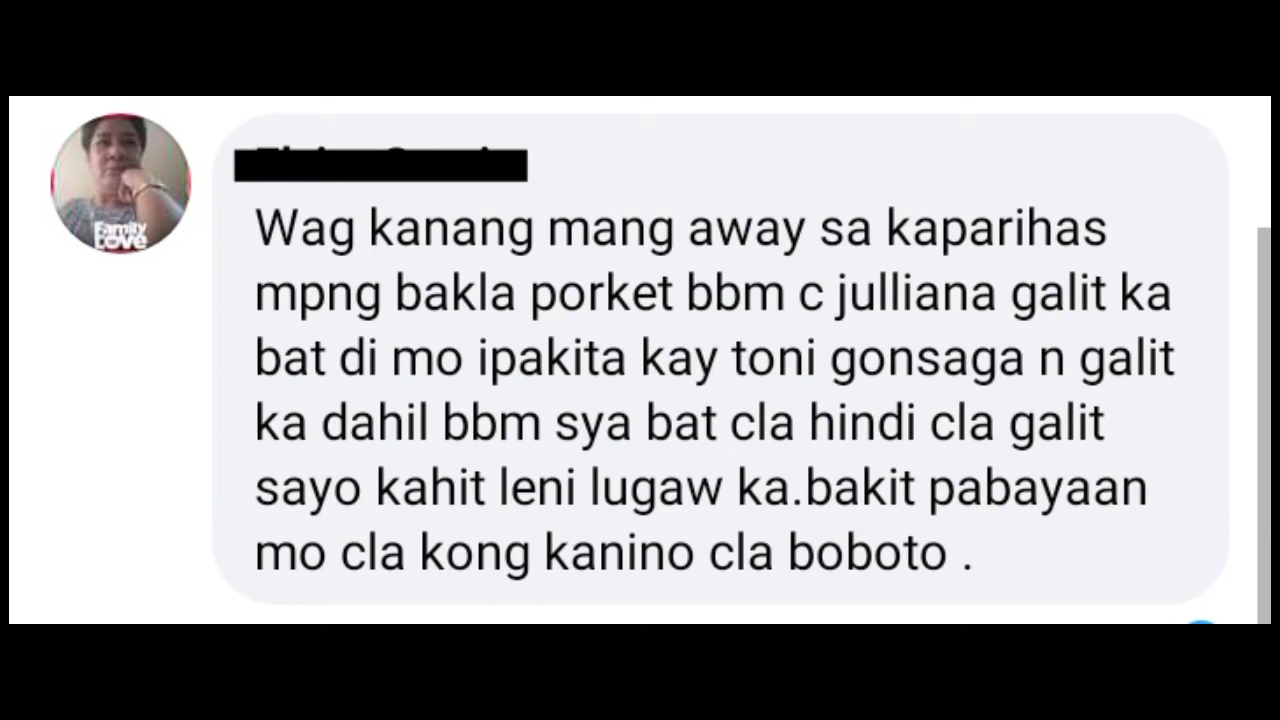 Family
LOVE
Wag kanang mang away sa kaparihas
mpng bakla porket bbm c julliana galit ka
bat di mo ipakita kay toni gonsaga n galit
ka dahil bbm sya bat cla hindi cla galit
sayo kahit leni lugaw ka.bakit pabayaan
mo cla kong kanino cla boboto .